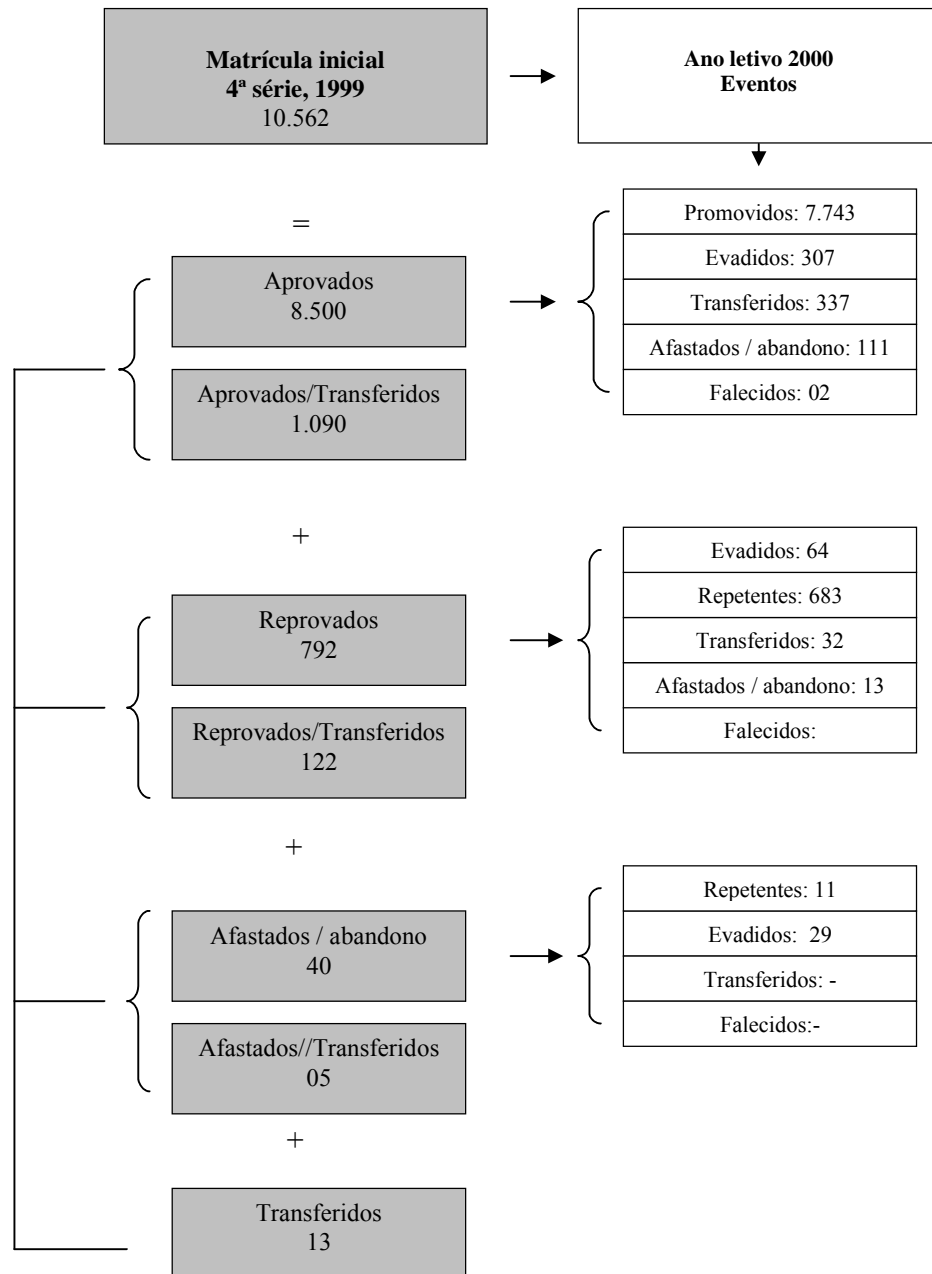 Matrícula inicial
4ª série, 1999
10.562
Ano letivo 2000
Eventos
=
Aprovados
8.500
Aprovados/Transferidos
1.090
Promovidos: 7.743
Evadidos: 307
Transferidos: 337
Afastados / abandono: 111
Falecidos: 02
+
Reprovados
792
Reprovados/Transferidos
122
Evadidos: 64
Repetentes: 683
Transferidos: 32
Afastados / abandono: 13
Falecidos:
+
Afastados / abandono
40
Afastados//Transferidos
05
Repetentes: 11
Evadidos:  29
Transferidos: -
Falecidos:-
+
Transferidos
13